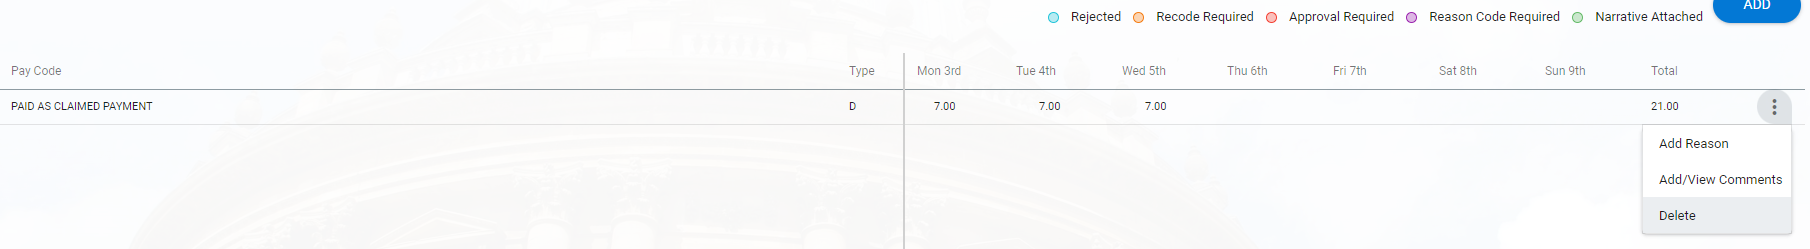 ADD
Rejected Recode Required Approval Required Reason Code Required Narrative Attached
Pay Code Type Mon 3rd Tue 4th Wed 5th Thu 6th Fri 7th Sat 8th Sun 9th Total
PAID AS CLAIMED PAYMENT D 7.00 7.00 7.00 21.00
Add Reason
Add/View Comments
Delete